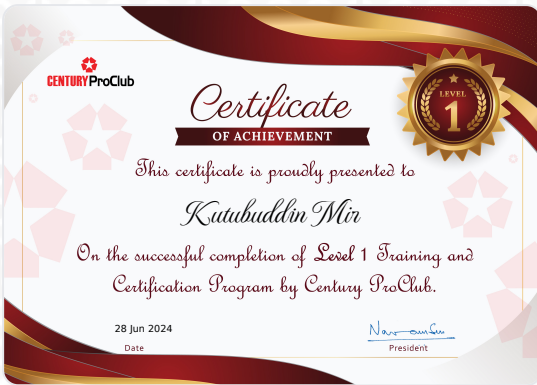 CENTURY ProClub
LEVEL
1
Certificate
OF ACHIEVEMENT
This certificate is proudly presented to
Kutubuddin Mir
On the successful completion of Level 1 Training and
Certification Program by Century ProClub.
28 Jun 2024
Date
President